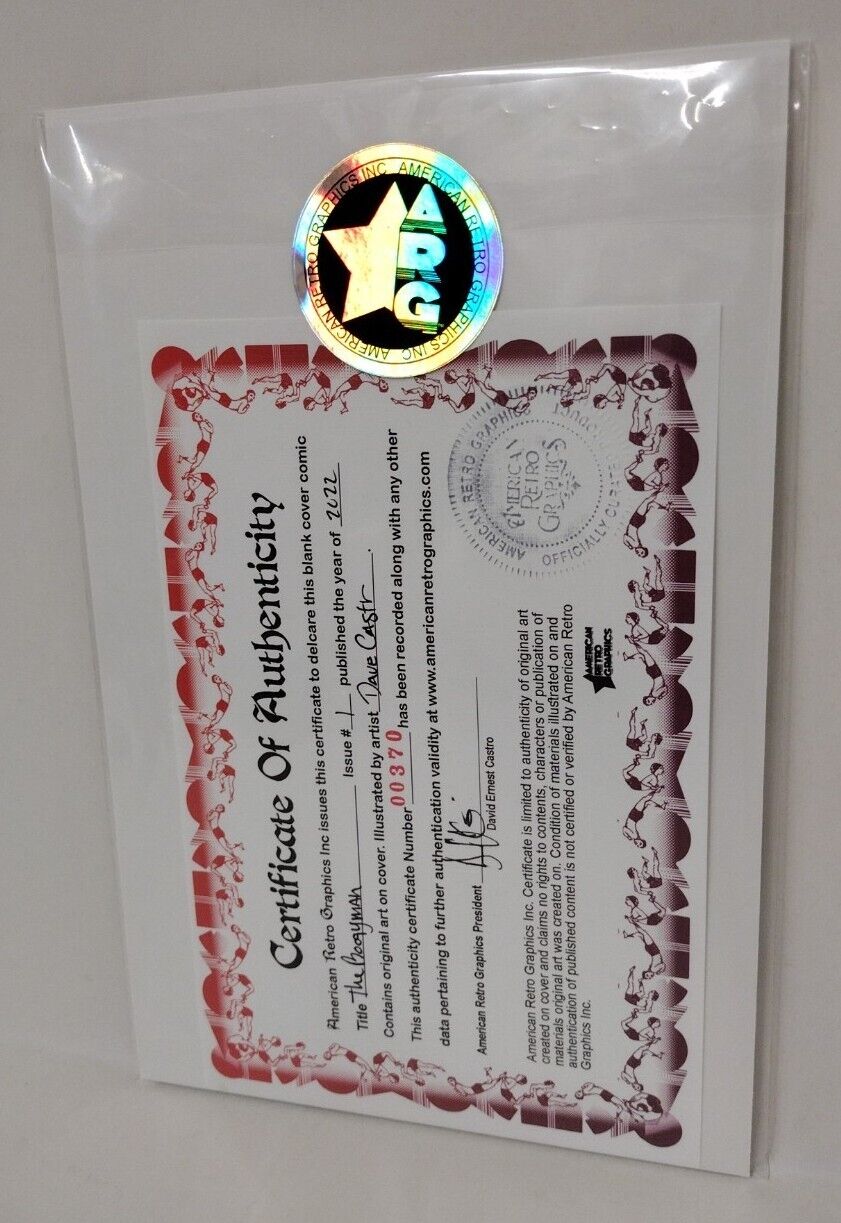 AMERICAN RETRO GRAPHICS INC. AMERICAN RETRO GRAPHICS INC.
ARG
Certificate Of Authenticity
American Retro Graphics Inc issues this certificate to delcare this blank cover comic
Title The Boogyman Issue # 1 published the year of 2022
Contains original art on cover. Illustrated by artist Dave Castr.
This authenticity certificate Number 00370 has been recorded along with any other
data pertaining to further authentication validity at www.americanretrographics.com
American Retro Graphics President
David Ernest Castro
AMERICAN RETRO GRAPHICS
AMERICAN
RETRO
GRAPHICS
OFFICIALLY
American Retro Graphics Inc. Certificate is limited to authenticity of original art
created on cover and claims no rights to contents, characters or publication of
materials original art was created on. Condition of materials illustrated on and
authentication of published content is not certified or verified by American Retro
Graphics Inc.
AMERICAN
RETRO
GRAPHICS